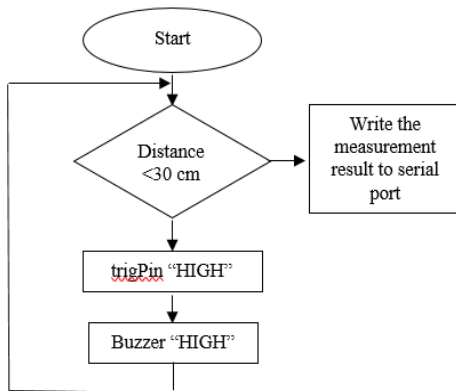 Start
Distance
<30 cm
Write the
measurement
result to serial
port
trigPin “HIGH”
Buzzer “HIGH”